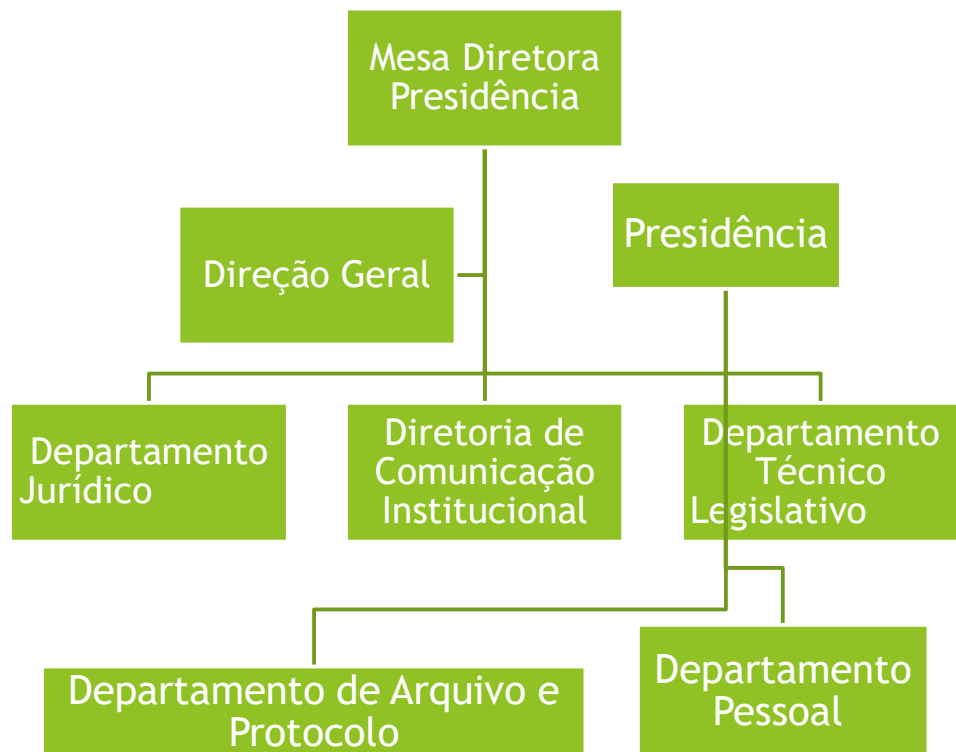 Mesa Diretora
Presidência
Presidência
Direção Geral
Departamento
Jurídico
Diretoria de
Comunicação
Institucional
Departamento
Técnico
Legislativo
Departamento de Arquivo e
Protocolo
Departamento
Pessoal